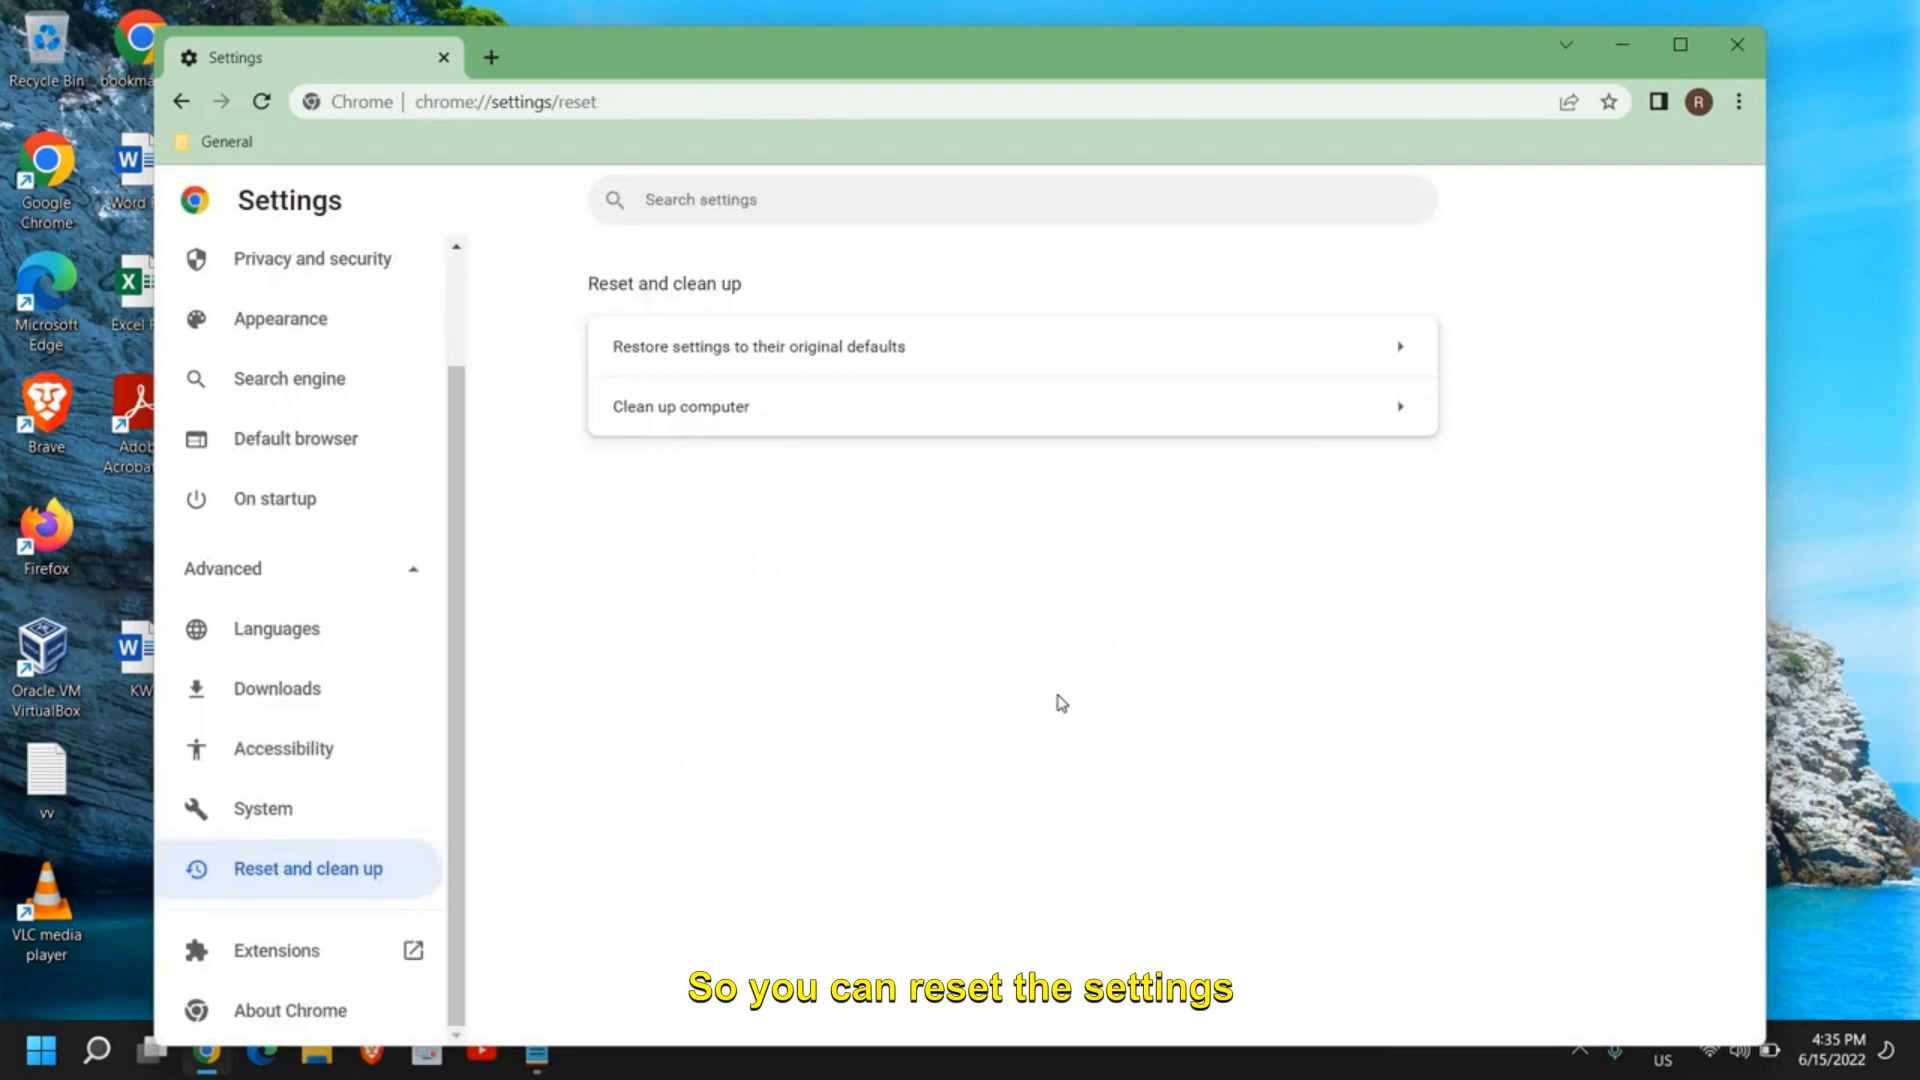 Recycle Bin
bookma
Google
Chrome
Word
Microsoft
Edge
Excel
Brave
Adob
Acroba
Firefox
Oracle VM
VirtualBox
KW
vv
VLC media
player
Settings
Chrome | chrome://settings/reset
R
General
Settings
Search settings
Privacy and security
Appearance
Search engine
Default browser
On startup
Advanced
Languages
Downloads
Accessibility
System
Reset and clean up
Extensions
About Chrome
Reset and clean up
Restore settings to their original defaults
Clean up computer
So you can reset the settings
US
4:35 PM
6/15/2022